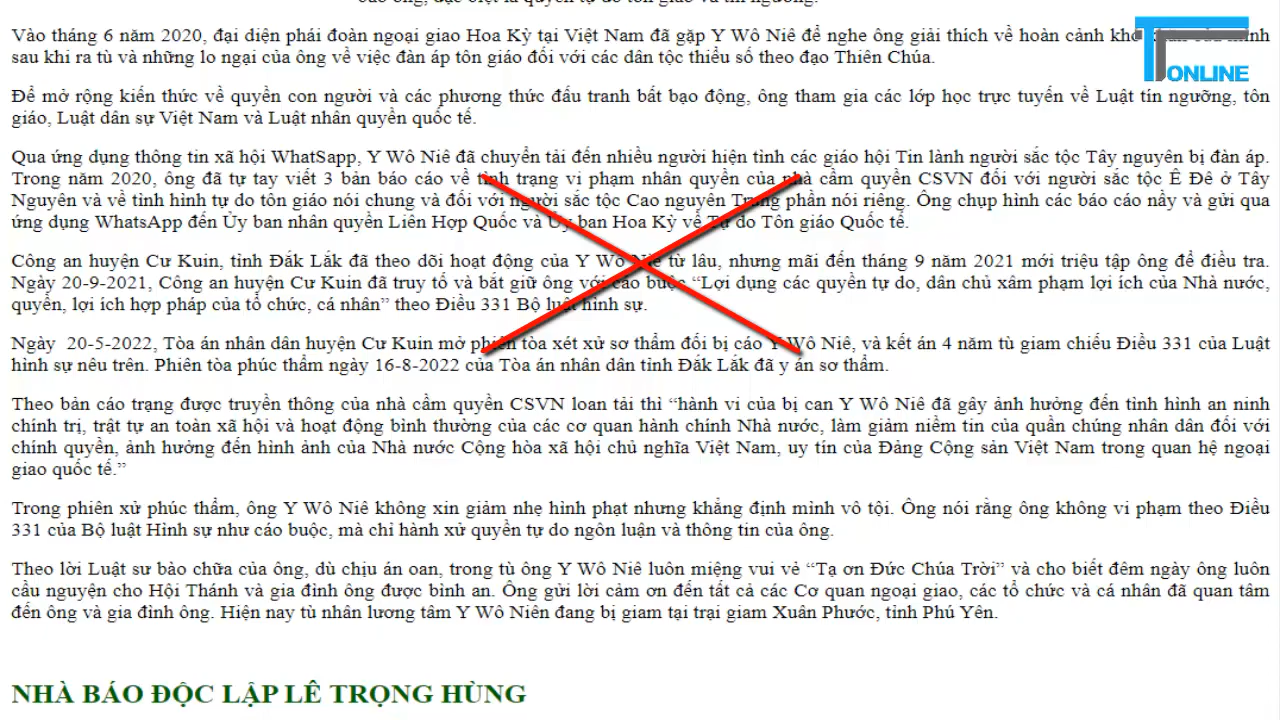 Vào tháng 6 năm 2020, đại diện phái đoàn ngoại giao Hoa Kỳ tại Việt Nam đã gặp Y Wô Niê để nghe ông giải thích về hoàn cảnh mình
sau khi ra tù và những lo ngại của ông về việc đàn áp tôn giáo đối với các dân tộc thiểu số theo đạo Thiên Chúa.
Để mở rộng kiến thức về quyền con người và các phương thức đấu tranh bất bạo động, ông tham gia các lớp học trực tuyến về Luật tín ngưỡng, tôn
giáo, Luật dân sự Việt Nam và Luật nhân quyền quốc tế.
Qua ứng dụng thông tin xã hội WhatSapp, Y Wô Niê đã chuyển tải đến nhiều người hiện tình các giáo hội Tin lành người sắc tộc Tây nguyên bị đàn áp.
Trong năm 2020, ông đã tự tay viết 3 bản báo cáo về tình trạng vi phạm nhân quyền của nhà cầm quyền CSVN đối với người sắc tộc Ê Đê ở Tây
Nguyên và về tình hình tự do tôn giáo nói chung và đối với người sắc tộc Cao nguyên Trung phần nói riêng. Ông chụp hình các báo cáo nầy và gửi qua
ứng dụng WhatsApp đến Ủy ban nhân quyền Liên Hợp Quốc và Ủy ban Hoa Kỳ về Tự do Tôn giáo Quốc tế.
Công an huyện Cư Kuin, tỉnh Đắk Lắk đã theo dõi hoạt động của Y Wô Niê từ lâu, nhưng mãi đến tháng 9 năm 2021 mới triệu tập ông để điều tra.
Ngày 20-9-2021, Công an huyện Cư Kuin đã truy tố và bắt giữ ông với cáo buộc “Lợi dụng các quyền tự do, dân chủ xâm phạm lợi ích của Nhà nước,
quyền, lợi ích hợp pháp của tổ chức, cá nhân” theo Điều 331 Bộ luật hình sự.
Ngày 20-5-2022, Tòa án nhân dân huyện Cư Kuin mở phiên tòa xét xử sơ thẩm đối bị cáo Y Wô Niê, và kết án 4 năm tù giam chiếu Điều 331 của Luật
hình sự nêu trên. Phiên tòa phúc thẩm ngày 16-8-2022 của Tòa án nhân dân tỉnh Đắk Lắk đã y án sơ thẩm.
Theo bản cáo trạng được truyền thông của nhà cầm quyền CSVN loan tải thì “hành vi của bị can Y Wô Niê đã gây ảnh hưởng đến tình hình an ninh
chính trị, trật tự an toàn xã hội và hoạt động bình thường của các cơ quan hành chính Nhà nước, làm giảm niềm tin của quần chúng nhân dân đối với
chính quyền, ảnh hưởng đến hình ảnh của Nhà nước Cộng hòa xã hội chủ nghĩa Việt Nam, uy tín của Đảng Cộng sản Việt Nam trong quan hệ ngoại
giao quốc tế.”
Trong phiên xử phúc thẩm, ông Y Wô Niê không xin giảm nhẹ hình phạt nhưng khẳng định mình vô tội. Ông nói rằng ông không vi phạm theo Điều
331 của Bộ luật Hình sự như cáo buộc, mà chỉ hành xử quyền tự do ngôn luận và thông tin của ông.
Theo lời Luật sư bào chữa của ông, dù chịu án oan, trong tù ông Y Wô Niê luôn miệng vui vẻ “Tạ ơn Đức Chúa Trời” và cho biết đêm ngày ông luôn
cầu nguyện cho Hội Thánh và gia đình ông được bình an. Ông gửi lời cảm ơn đến tất cả các Cơ quan ngoại giao, các tổ chức và cá nhân đã quan tâm
đến ông và gia đình ông. Hiện nay tù nhân lương tâm Y Wô Niên đang bị giam tại trại giam Xuân Phước, tỉnh Phú Yên.
NHÀ BÁO ĐỘC LẬP LÊ TRỌNG HÙNG
ONLINE